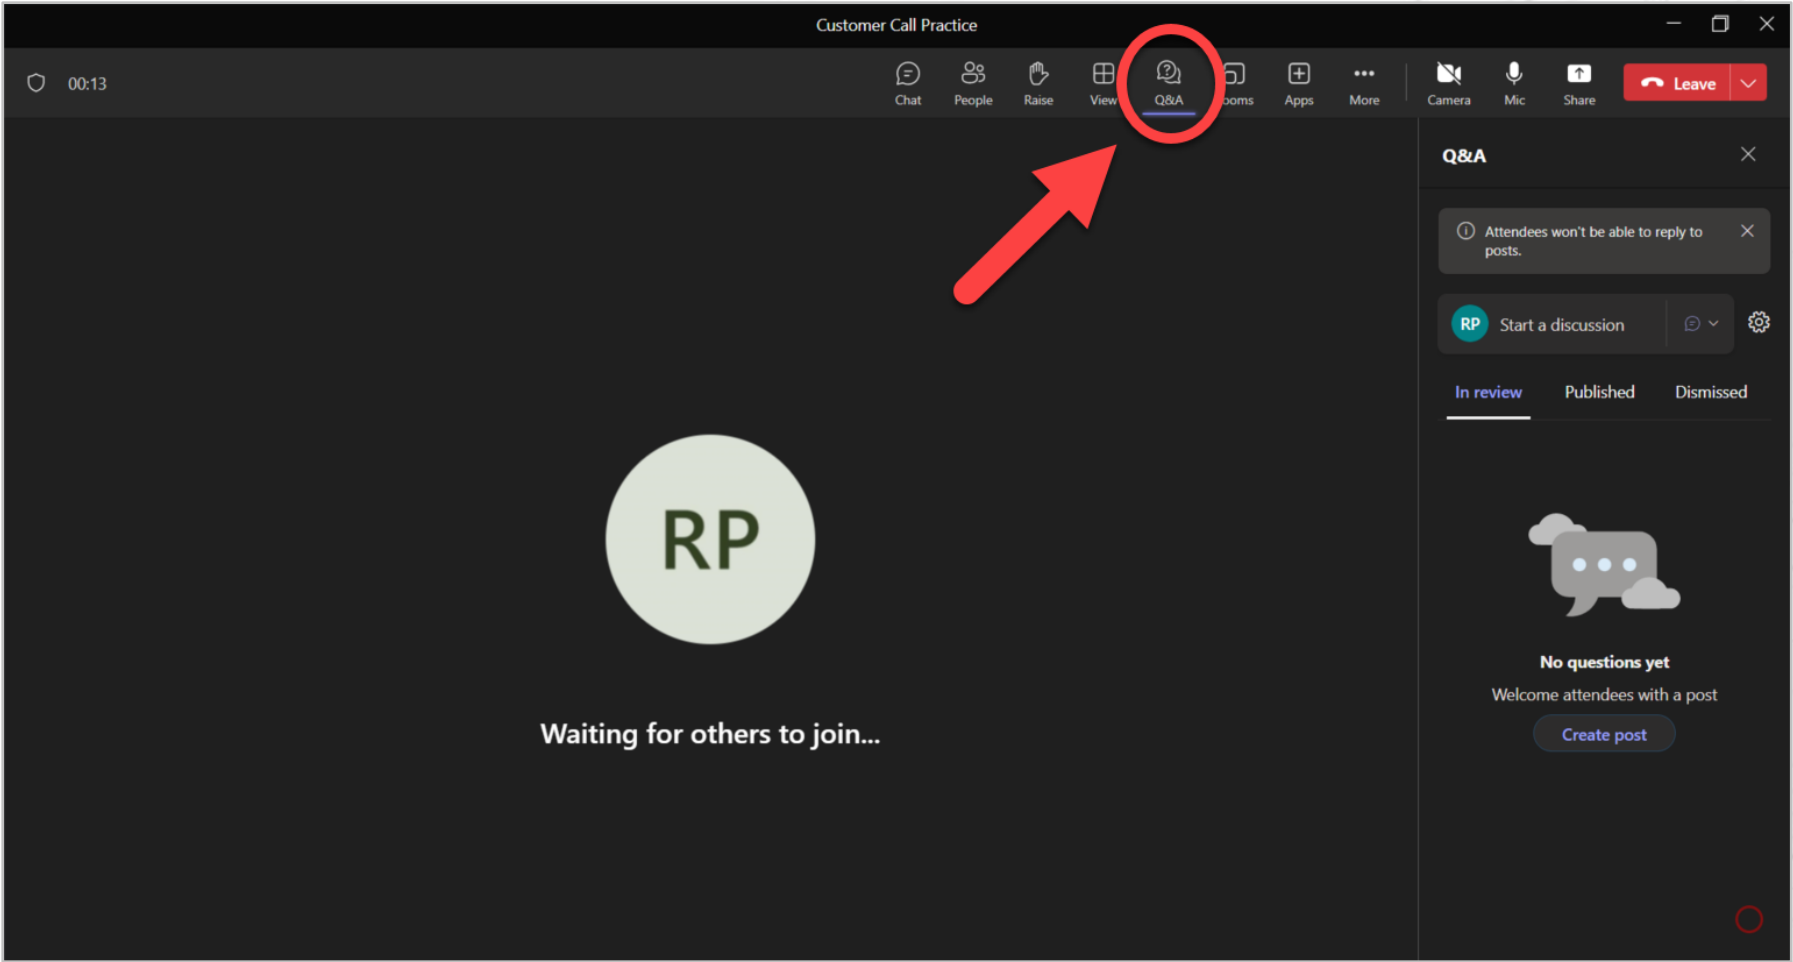 Customer Call Practice
00:13
Chat People Raise View Q&A ooms Apps More Camera Mic Share Leave
Q&A
Attendees won't be able to reply to
posts.
RP Start a discussion
In review Published Dismissed
RP
No questions yet
Welcome attendees with a post
Waiting for others to join...
Create post